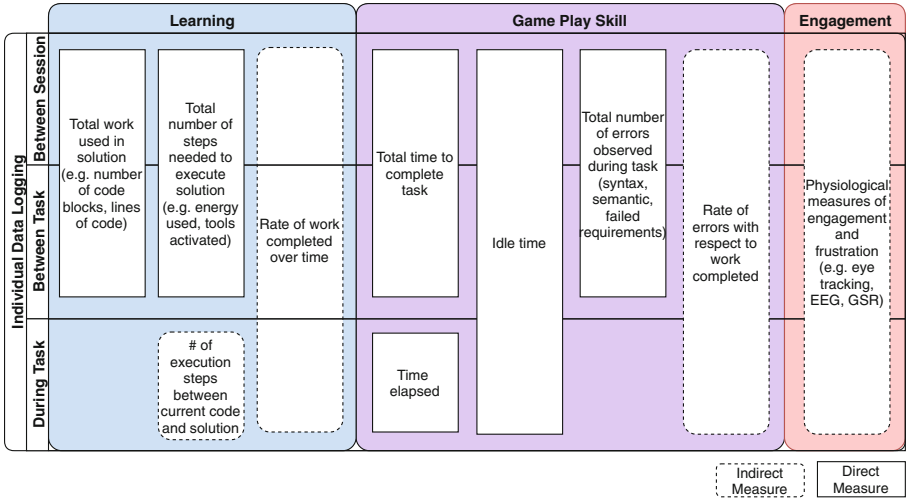 Learning
Game Play Skill
Engagement
Individual Data Logging
Between Session
Between Task
During Task
Total work
used in
solution
(e.g. number
of code
blocks, lines
of code)
Total
number of
steps
needed to
execute
solution
(e.g. energy
used, tools
activated)
Rate of work
completed
over time
# of
execution
steps
between
current code
and solution
Total time to
complete
task
Time
elapsed
Idle time
Total number
of errors
observed
during task
(syntax,
semantic,
failed
requirements)
Rate of
errors with
respect to
work
completed
Physiological
measures of
engagement
and
frustration
(e.g. eye
tracking,
EEG, GSR)
Indirect
Measure
Direct
Measure